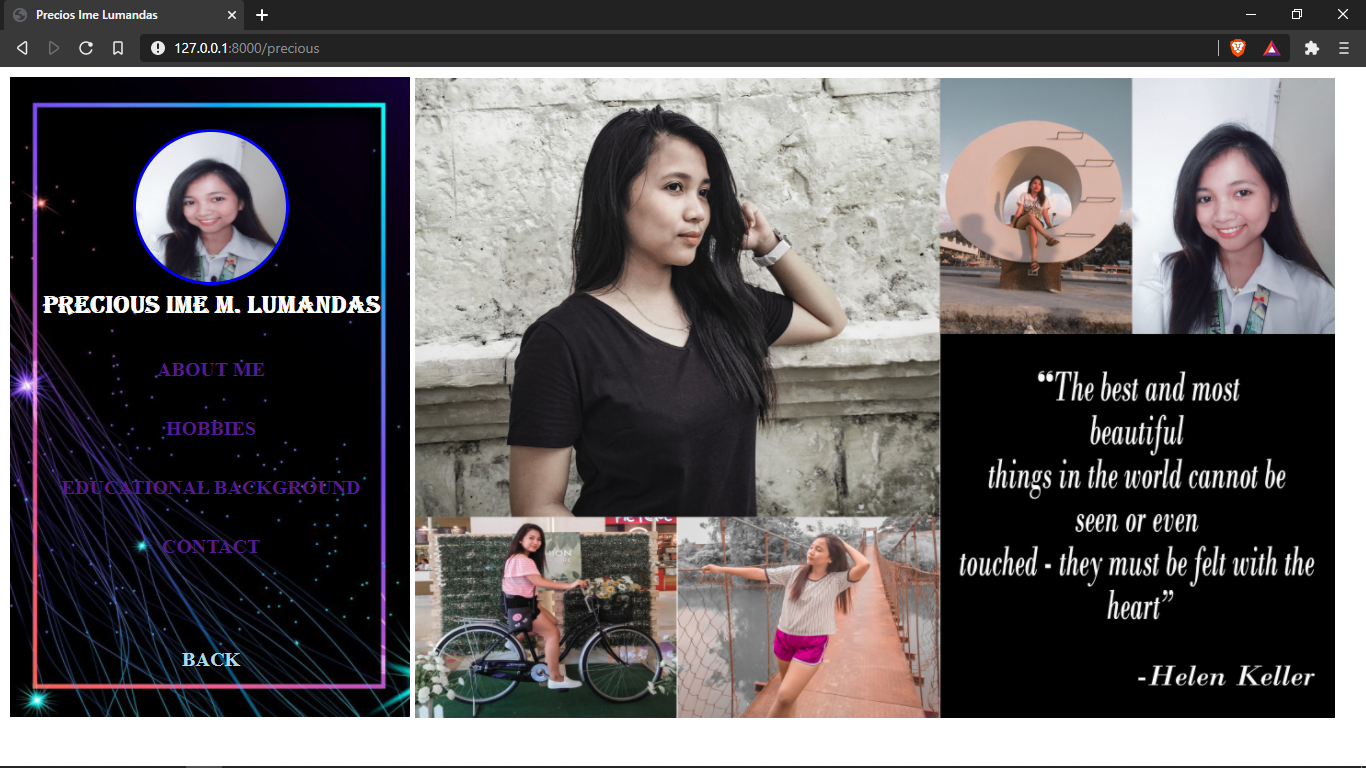 Precios Ime Lumandas
127.0.0.1:8000/precious
PRECIOUS IME M. LUMANDAS
ABOUT ME
HOBBIES
EDUCATIONAL BACKGROUND
CONTACT
BACK
“The best and most
beautiful
things in the world cannot be
seen or even
touched - they must be felt with the
heart”
-Helen Keller